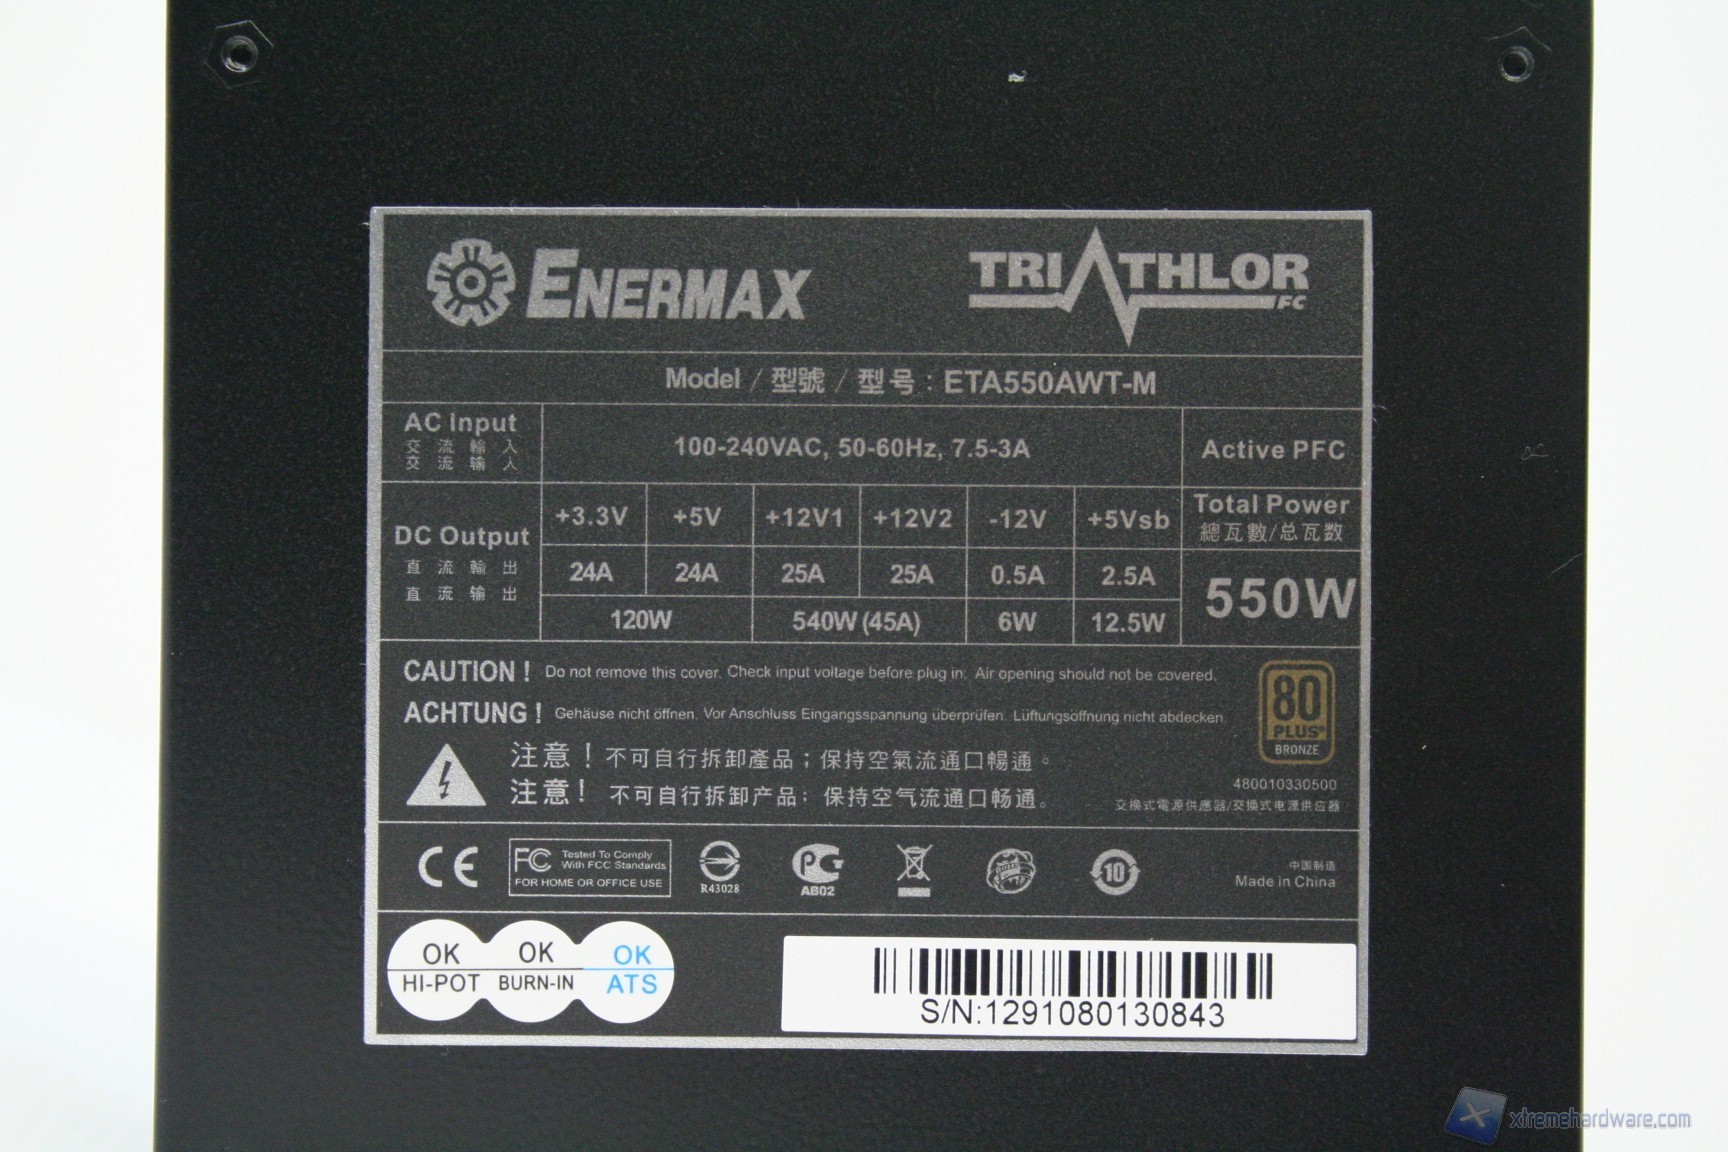 ENERMAX
TRIATHLOR
FC
Model / 型號 / 型号 : ETA550AWT-M
AC Input
交流輸入
交流输入
100-240VAC, 50-60Hz, 7.5-3A
Active PFC
DC Output
直流輸出
直流输出
+3.3V +5V +12V1 +12V2 -12V +5Vsb
24A 24A 25A 25A 0.5A 2.5A
120W 540W (45A) 6W 12.5W
Total Power
總瓦數/总瓦数
550W
CAUTION ! Do not remove this cover. Check input voltage before plug in. Air opening should not be covered.
ACHTUNG ! Gehäuse nicht öffnen. Vor Anschluss Eingangsspannung überprüfen. Lüftungsöffnung nicht abdecken.
注意！不可自行拆卸產品；保持空氣流通口暢通。
注意！不可自行拆卸产品；保持空气流通口畅通。
80
PLUS®
BRONZE
480010330500
交換式電源供應器/交换式电源供应器
CE
FC Tested To Comply
With FCC Standards
FOR HOME OR OFFICE USE
R43028
PG
AB02
10
中国制造
Made in China
OK
HI-POT
OK
BURN-IN
OK
ATS
S/N:1291080130843
xtremehardware.com